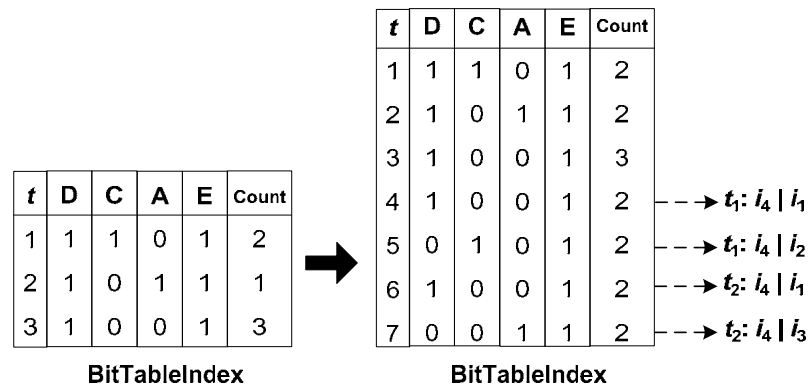 t D C A E Count
1 1 1 0 1 2
2 1 0 1 1 1
3 1 0 0 1 3
BitTableIndex
t D C A E Count
1 1 1 0 1 2
2 1 0 1 1 2
3 1 0 0 1 3
4 1 0 0 1 2 t₁: i₄ | i₁
5 0 1 0 1 2 t₁: i₄ | i₂
6 1 0 0 1 2 t₂: i₄ | i₁
7 0 0 1 1 2 t₂: i₄ | i₃
BitTableIndex